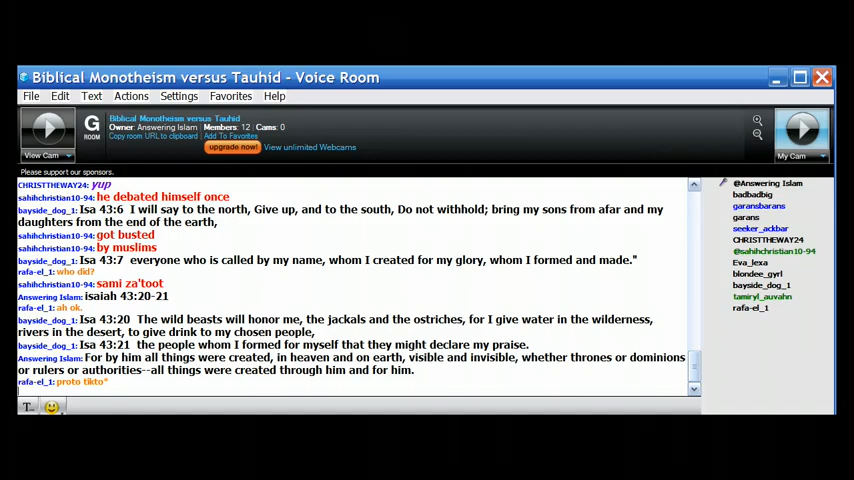 Biblical Monotheism versus Tauhid - Voice Room
File Edit Text Actions Settings Favorites Help
View Cam
G
ROOM
Biblical Monotheism versus Tauhid
Owner: Answering Islam | Members: 12 | Cams: 0
Copy room URL to clipboard | Add To Favorites
upgrade now! View unlimited Webcams
My Cam
Please support our sponsors.
CHRISTTHEWAY24: yup
sahihchristian10-94: he debated himself once
bayside_dog_1: Isa 43:6 I will say to the north, Give up, and to the south, Do not withhold; bring my sons from afar and my
daughters from the end of the earth,
sahihchristian10-94: got busted
sahihchristian10-94: by muslims
bayside_dog_1: Isa 43:7 everyone who is called by my name, whom I created for my glory, whom I formed and made."
rafa-el_1: who did?
sahihchristian10-94: sami za'toot
Answering Islam: isaiah 43:20-21
rafa-el_1: ah ok.
bayside_dog_1: Isa 43:20 The wild beasts will honor me, the jackals and the ostriches, for I give water in the wilderness,
rivers in the desert, to give drink to my chosen people,
bayside_dog_1: Isa 43:21 the people whom I formed for myself that they might declare my praise.
Answering Islam: For by him all things were created, in heaven and on earth, visible and invisible, whether thrones or dominions
or rulers or authorities--all things were created through him and for him.
rafa-el_1: proto tikto*
T...
@Answering Islam
badbadbig
garansbarans
garans
seeker_ackbar
CHRISTTHEWAY24
@sahihchristian10-94
Eva_lexa
blondee_gyrl
bayside_dog_1
tamiryl_auvahn
rafa-el_1